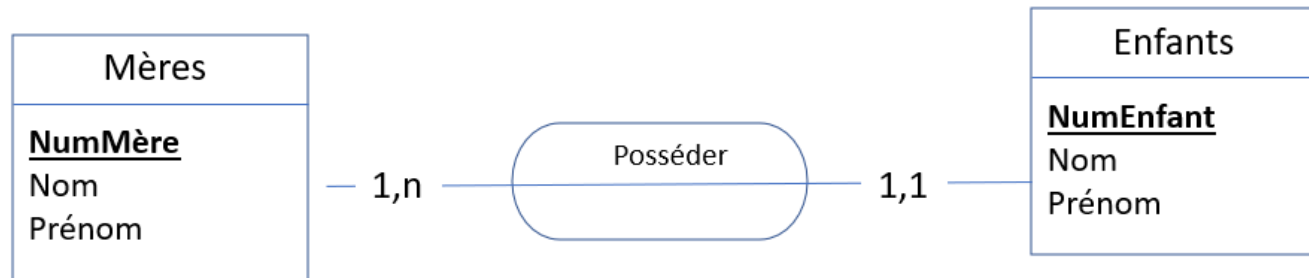 Mères
NumMère
Nom
Prénom
1,n
Posséder
1,1
Enfants
NumEnfant
Nom
Prénom